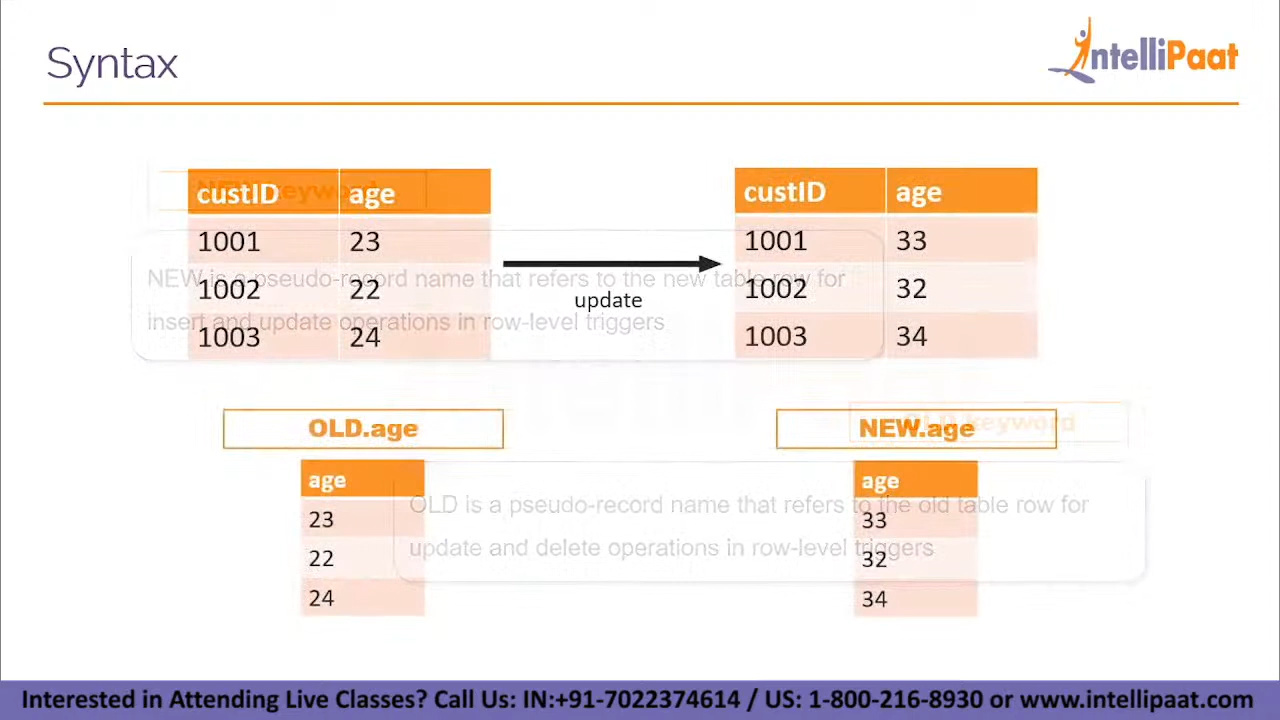 Syntax
IntelliPaat
NEW keyword
custID age
1001 23
1002 22
1003 24
update
custID age
1001 33
1002 32
1003 34
NEW is a pseudo-record name that refers to the new table row for
insert and update operations in row-level triggers
OLD.age
age
23
22
24
NEW.age
age
33
32
34
OLD keyword
OLD is a pseudo-record name that refers to the old table row for
update and delete operations in row-level triggers
Interested in Attending Live Classes? Call Us: IN:+91-7022374614 / US: 1-800-216-8930 or www.intellipaat.com